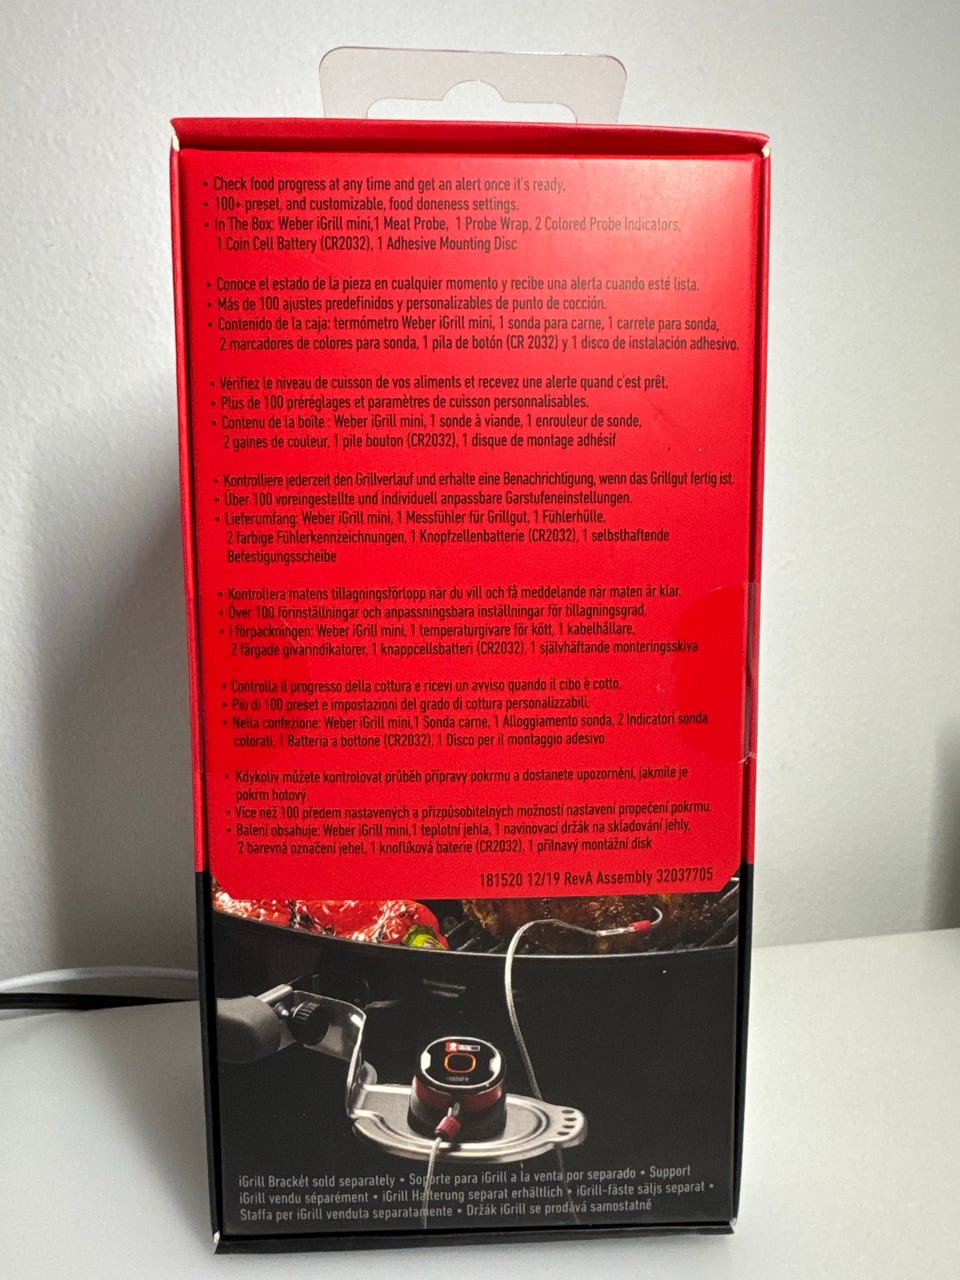 • Check food progress at any time and get an alert once it's ready.
• 100+ preset, and customizable, food doneness settings.
• In The Box: Weber iGrill mini,1 Meat Probe, 1 Probe Wrap, 2 Colored Probe Indicators,
1 Coin Cell Battery (CR2032), 1 Adhesive Mounting Disc
• Conoce el estado de la pieza en cualquier momento y recibe una alerta cuando esté lista.
• Más de 100 ajustes predefinidos y personalizables de punto de cocción.
• Contenido de la caja: termómetro Weber iGrill mini, 1 sonda para carne, 1 carrete para sonda,
2 marcadores de colores para sonda, 1 pila de botón (CR 2032) y 1 disco de instalación adhesivo.
• Vérifiez le niveau de cuisson de vos aliments et recevez une alerte quand c'est prêt.
• Plus de 100 préréglages et paramètres de cuisson personnalisables.
• Contenu de la boîte : Weber iGrill mini, 1 sonde à viande, 1 enrouleur de sonde,
2 gaines de couleur, 1 pile bouton (CR2032), 1 disque de montage adhésif
• Kontrolliere jederzeit den Grillverlauf und erhalte eine Benachrichtigung, wenn das Grillgut fertig ist.
• Über 100 voreingestellte und individuell anpassbare Garstufeneinstellungen.
• Lieferumfang: Weber iGrill mini, 1 Messfühler für Grillgut, 1 Fühlerhülle,
2 farbige Fühlerkennzeichnungen, 1 Knopfzellenbatterie (CR2032), 1 selbsthaftende
Befestigungsscheibe
• Kontrollera matens tillagningsförlopp när du vill och få meddelande när maten är klar.
• Över 100 förinställningar och anpassningsbara inställningar för tillagningsgrad.
• I förpackningen: Weber iGrill mini, 1 temperaturgivare för kött, 1 kabelhållare,
2 färgade givarindikatorer, 1 knappcellsbatteri (CR2032), 1 självhäftande monteringsskiva
• Controlla il progresso della cottura e ricevi un avviso quando il cibo è cotto.
• Più di 100 preset e impostazioni del grado di cottura personalizzabili.
• Nella confezione: Weber iGrill mini,1 Sonda carne, 1 Alloggiamento sonda, 2 Indicatori sonda
colorati, 1 Batteria a bottone (CR2032), 1 Disco per il montaggio adesivo
• Kdykoliv můžete kontrolovat průběh přípravy pokrmu a dostanete upozornění, jakmile je
pokrm hotový.
• Více než 100 předem nastavených a přizpůsobitelných možností nastavení propečení pokrmu.
• Balení obsahuje: Weber iGrill mini,1 teplotní jehla, 1 navinovací držák na skladování jehly,
2 barevná označení jehel, 1 knoflíková baterie (CR2032), 1 přilnavý montážní disk
181520 12/19 RevA Assembly 32037705
iGrill Bracket sold separately • Soporte para iGrill a la venta por separado • Support
iGrill vendu séparément • iGrill Halterung separat erhältlich • iGrill-fäste säljs separat •
Staffa per iGrill venduta separatamente • Držák iGrill se prodává samostatně